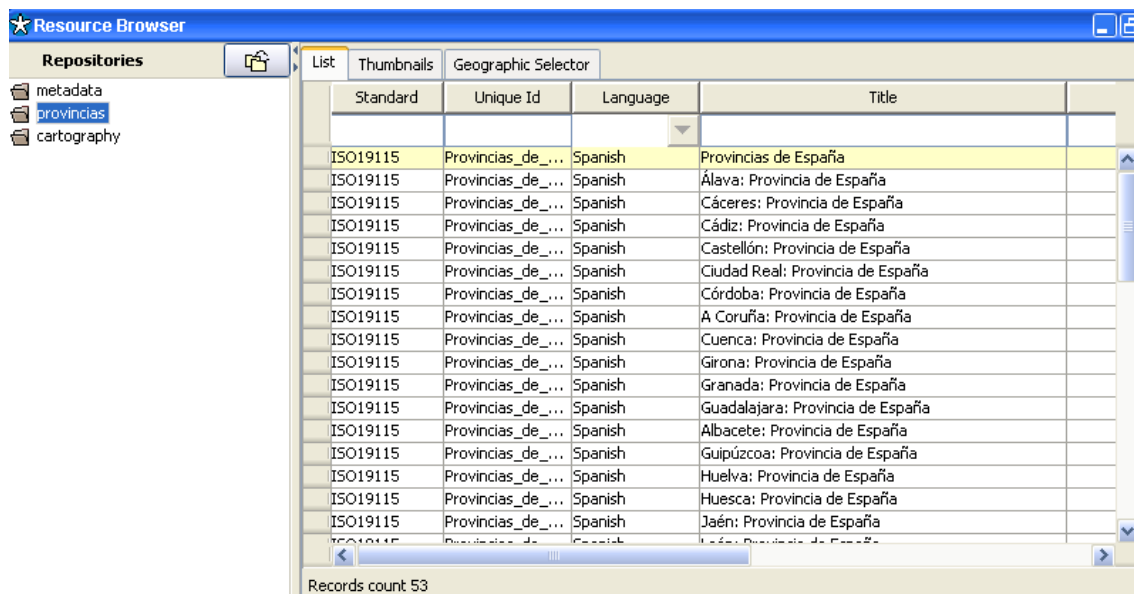 Resource Browser
Repositories
metadata
provincias
cartography
List Thumbnails Geographic Selector
Standard Unique Id Language Title
ISO19115 Provincias_de_... Spanish Provincias de España
ISO19115 Provincias_de_... Spanish Álava: Provincia de España
ISO19115 Provincias_de_... Spanish Cáceres: Provincia de España
ISO19115 Provincias_de_... Spanish Cádiz: Provincia de España
ISO19115 Provincias_de_... Spanish Castellón: Provincia de España
ISO19115 Provincias_de_... Spanish Ciudad Real: Provincia de España
ISO19115 Provincias_de_... Spanish Córdoba: Provincia de España
ISO19115 Provincias_de_... Spanish A Coruña: Provincia de España
ISO19115 Provincias_de_... Spanish Cuenca: Provincia de España
ISO19115 Provincias_de_... Spanish Girona: Provincia de España
ISO19115 Provincias_de_... Spanish Granada: Provincia de España
ISO19115 Provincias_de_... Spanish Guadalajara: Provincia de España
ISO19115 Provincias_de_... Spanish Albacete: Provincia de España
ISO19115 Provincias_de_... Spanish Guipúzcoa: Provincia de España
ISO19115 Provincias_de_... Spanish Huelva: Provincia de España
ISO19115 Provincias_de_... Spanish Huesca: Provincia de España
ISO19115 Provincias_de_... Spanish Jaén: Provincia de España
Records count 53